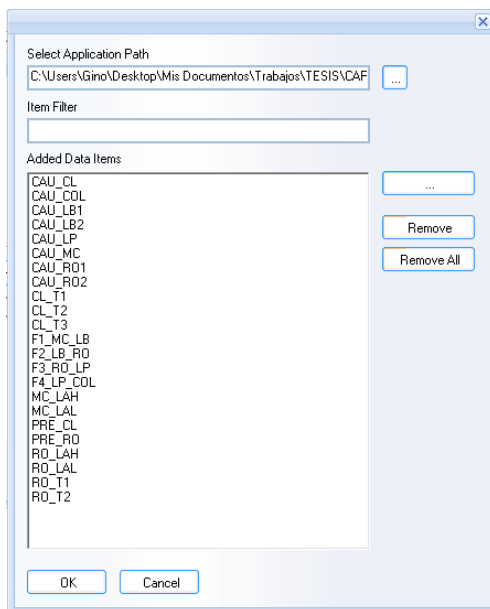 Select Application Path
C:\Users\Gino\Desktop\Mis Documentos\Trabajos\TESIS\CAF
...
Item Filter
Added Data Items
...
Remove
Remove All
CAU_CL
CAU_COL
CAU_LB1
CAU_LB2
CAU_LP
CAU_MC
CAU_RO1
CAU_RO2
CL_T1
CL_T2
CL_T3
F1_MC_LB
F2_LB_RO
F3_RO_LP
F4_LP_COL
MC_LAH
MC_LAL
PRE_CL
PRE_RO
RO_LAH
RO_LAL
RO_T1
RO_T2
OK
Cancel